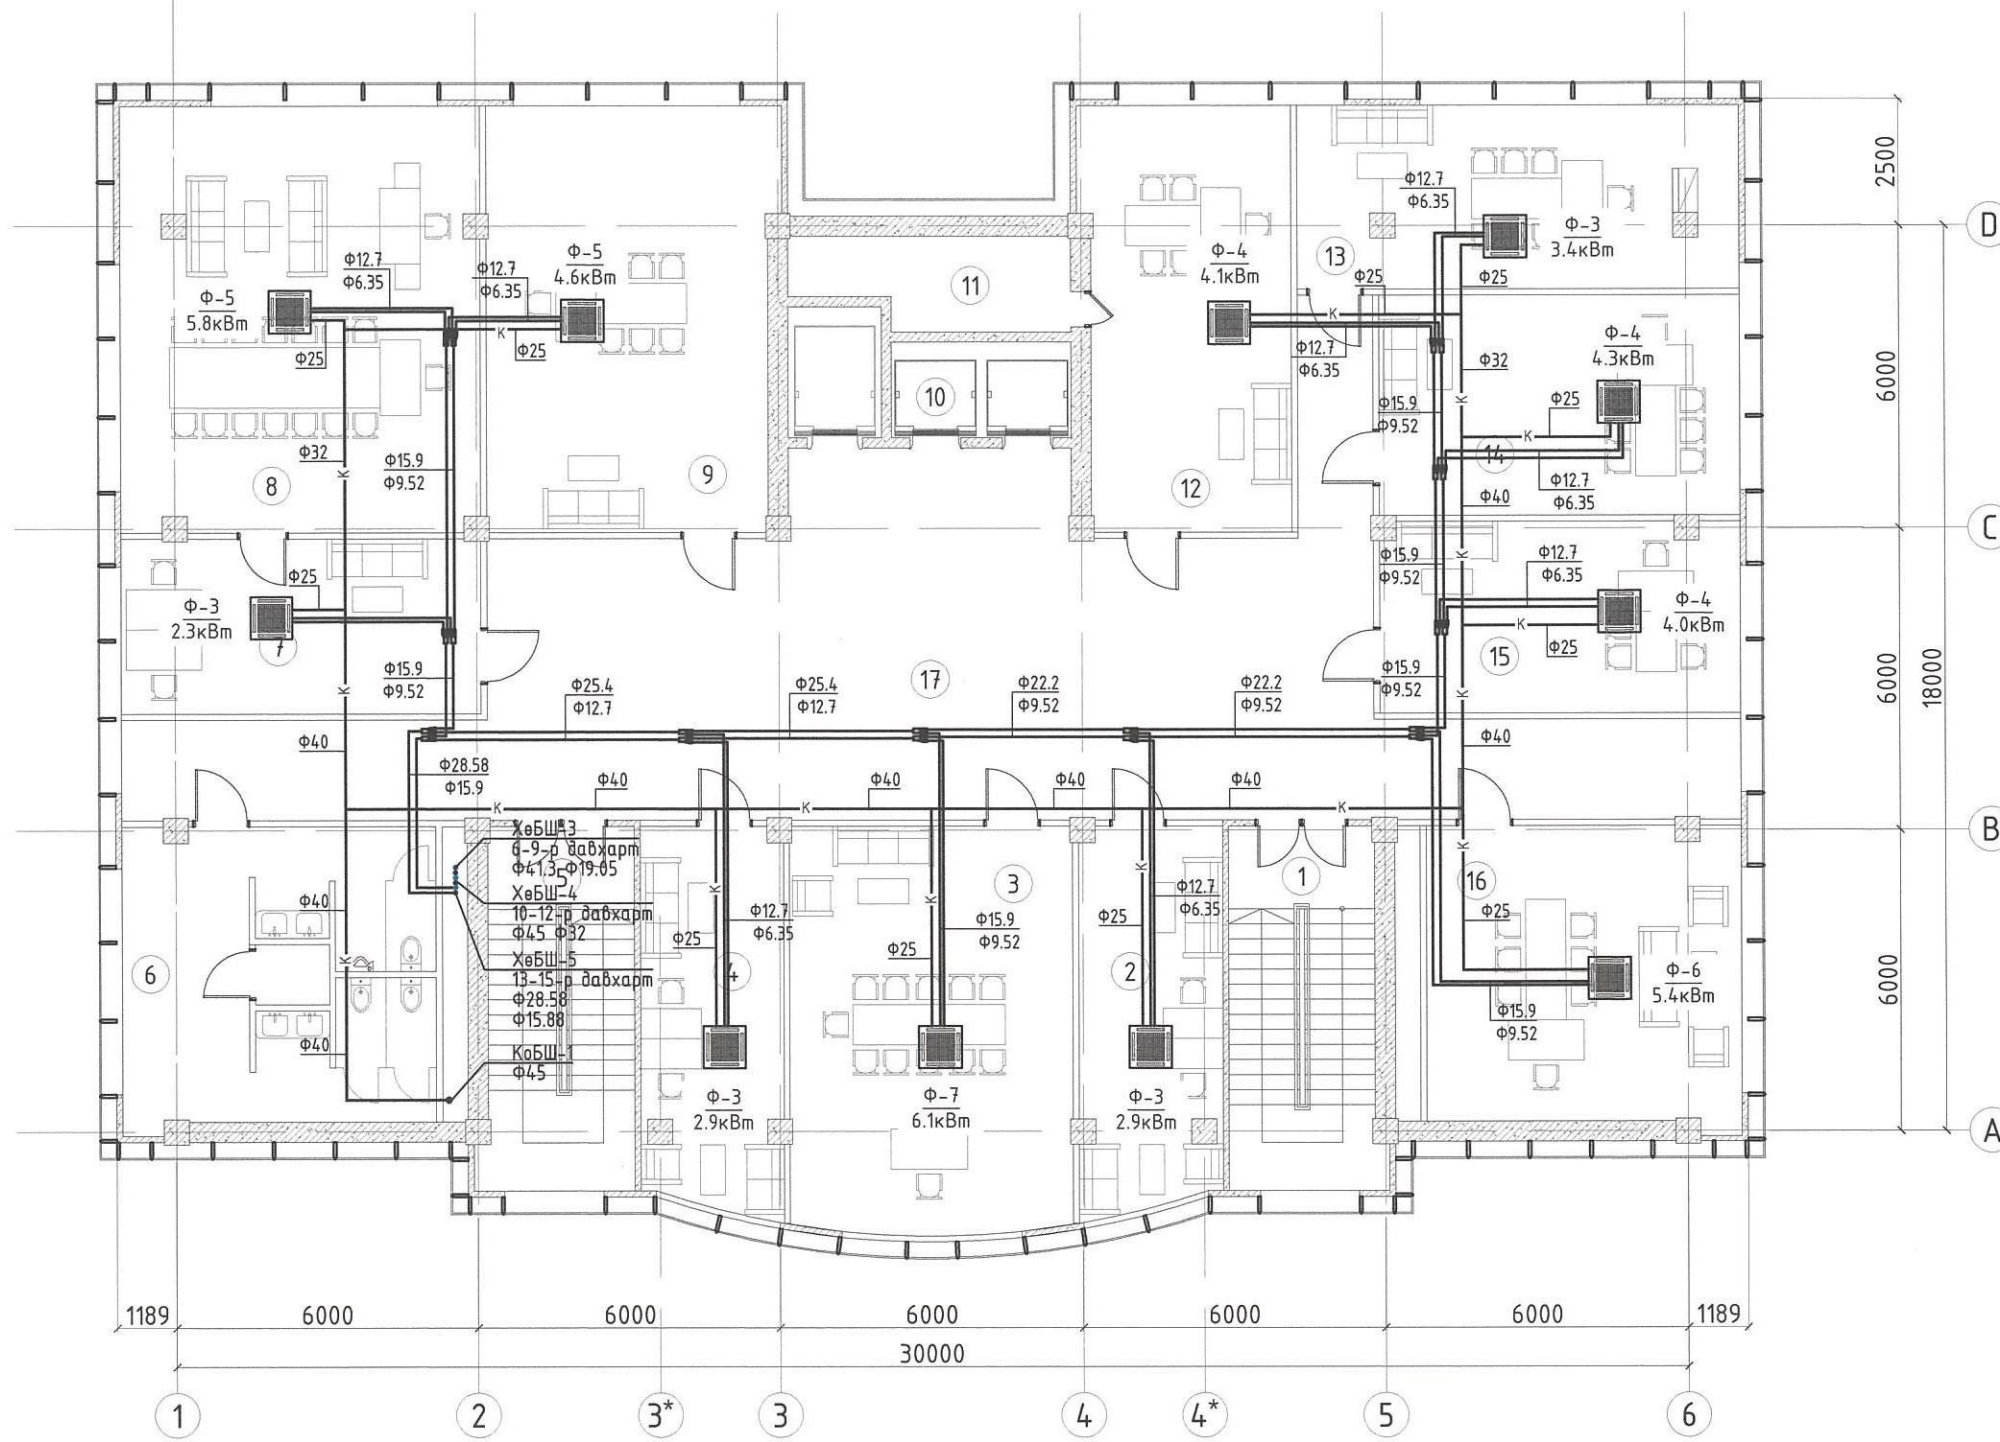 2500
Ф12.7
Ф6.35
D
Ф-3
3.4кВт
Ф-5
4.6кВт
Ф-4
4.1кВт
13
Ф12.7
Ф6.35
Ф12.7
Ф6.35
Ф25
Ф25
11
Ф-5
5.8кВт
К
Ф25
Ф25
К
Ф12.7
Ф6.35
Ф-4
4.3кВт
Ф32
6000
10
К
Ф25
Ф15.9
Ф9.52
К
14
Ф32
К
Ф15.9
Ф9.52
8
9
12
Ф12.7
Ф6.35
Ф40
C
К
Ф15.9
Ф9.52
Ф12.7
Ф6.35
Ф25
Ф-3
2.3кВт
7
Ф-4
4.0кВт
К
Ф25
15
К
Ф15.9
Ф9.52
17
Ф15.9
Ф9.52
К
6000
18000
Ф25.4
Ф12.7
Ф25.4
Ф12.7
Ф22.2
Ф9.52
Ф22.2
Ф9.52
Ф40
Ф40
Ф28.58
Ф15.9
Ф40
Ф40
Ф40
Ф40
К
К
К
B
ХөБШ-3
6-9-р давхарт
Ф41.3 Ф19.05
5
ХөБШ-4
10-12-р давхарт
Ф45 Ф32
ХөБШ-5
13-15-р давхарт
Ф28.58
Ф15.88
КоБШ-1
Ф45
1
3
16
К
К
К
К
Ф40
Ф12.7
Ф6.35
Ф25
4
Ф15.9
Ф9.52
Ф25
Ф12.7
Ф6.35
Ф25
2
Ф25
6
К
Ф40
Ф-6
5.4кВт
Ф15.9
Ф9.52
6000
Ф-3
2.9кВт
Ф-7
6.1кВт
Ф-3
2.9кВт
A
1189
6000
6000
6000
6000
6000
1189
30000
1
2
3*
3
4
4*
5
6